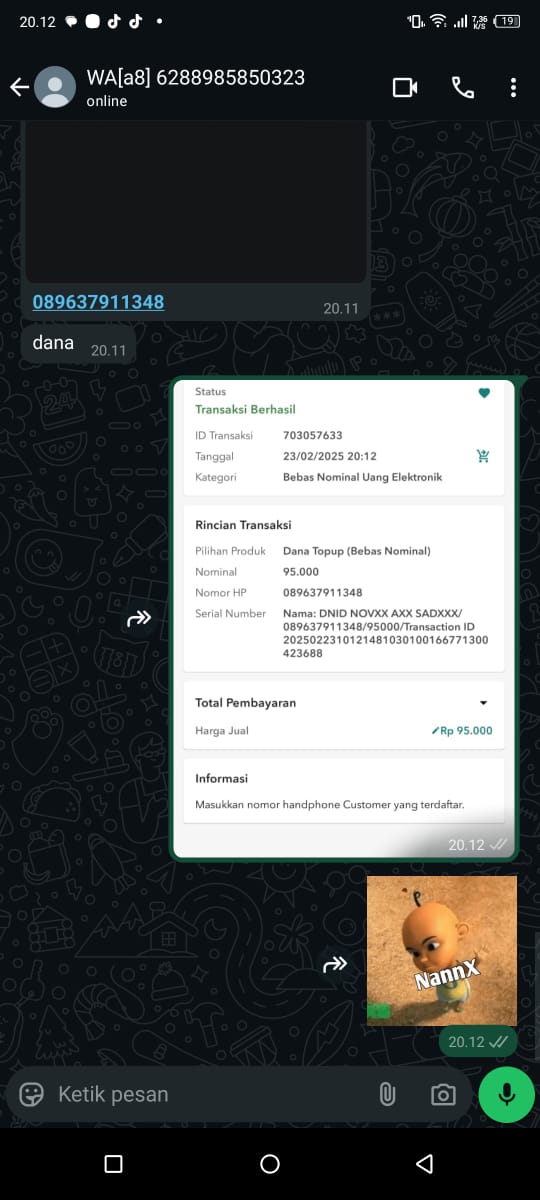 20.12
7,36
K/S
19
WA[a8] 6288985850323
online
089637911348
20.11
dana
20.11
Status
Transaksi Berhasil
ID Transaksi 703057633
Tanggal 23/02/2025 20:12
Kategori Bebas Nominal Uang Elektronik
Rincian Transaksi
Pilihan Produk Dana Topup (Bebas Nominal)
Nominal 95.000
Nomor HP 089637911348
Serial Number Nama: DNID NOVXX AXX SADXXX/
089637911348/95000/Transaction ID
2025022310121481030100166771300
423688
Total Pembayaran
Harga Jual Rp 95.000
Informasi
Masukkan nomor handphone Customer yang terdaftar.
20.12
NannX
20.12
Ketik pesan